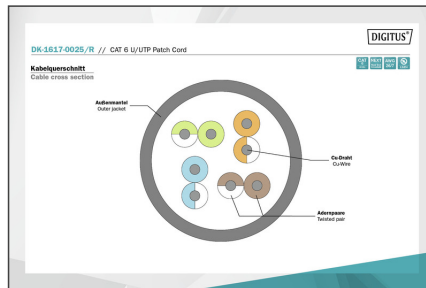 DIGITUS®
DK-1617-0025/R // CAT 6 U/UTP Patch Cord
Kabelquerschnitt
Cable cross section
Außenmantel
Outer jacket
Cu-Draht
Cu-Wire
Adernpaare
Twisted pair